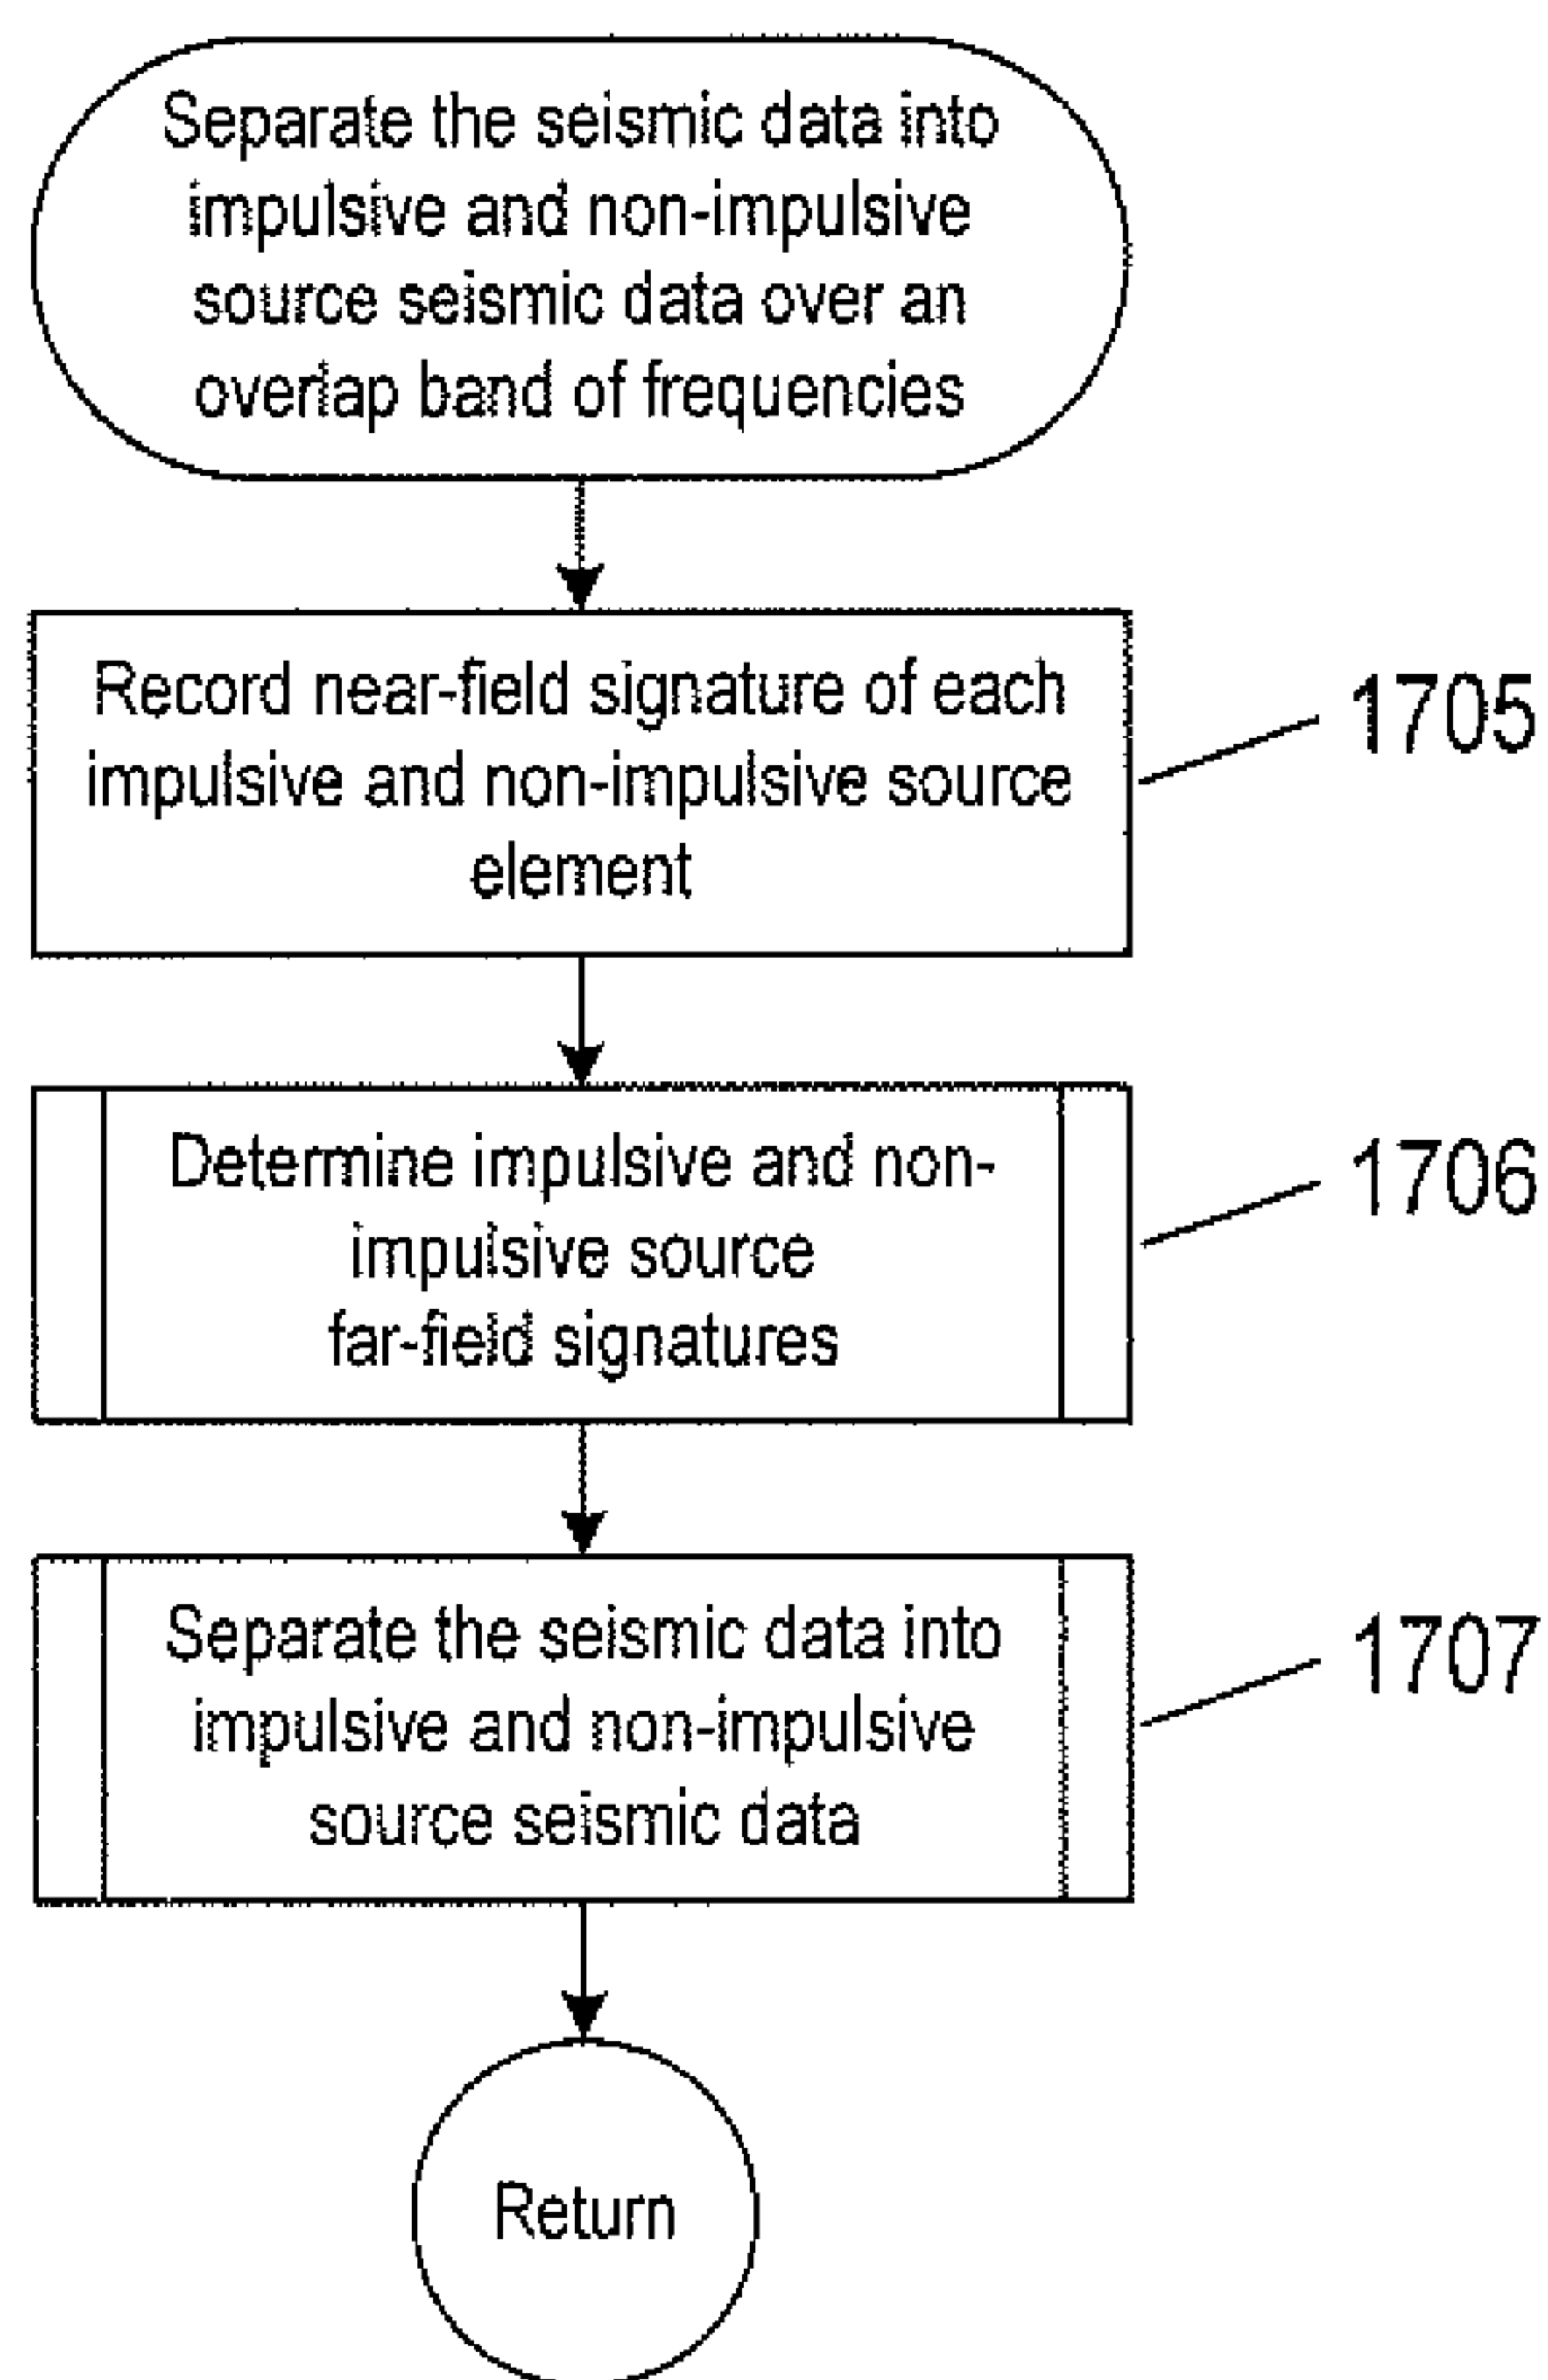 Separate the seismic data into
impulsive and non-impulsive
source seismic data over an
overlap band of frequencies
Record near-field signature of each
impulsive and non-impulsive source
element
1705
Determine impulsive and non-
impulsive source
far-field signatures
1706
Separate the seismic data into
impulsive and non-impulsive
source seismic data
1707
Return